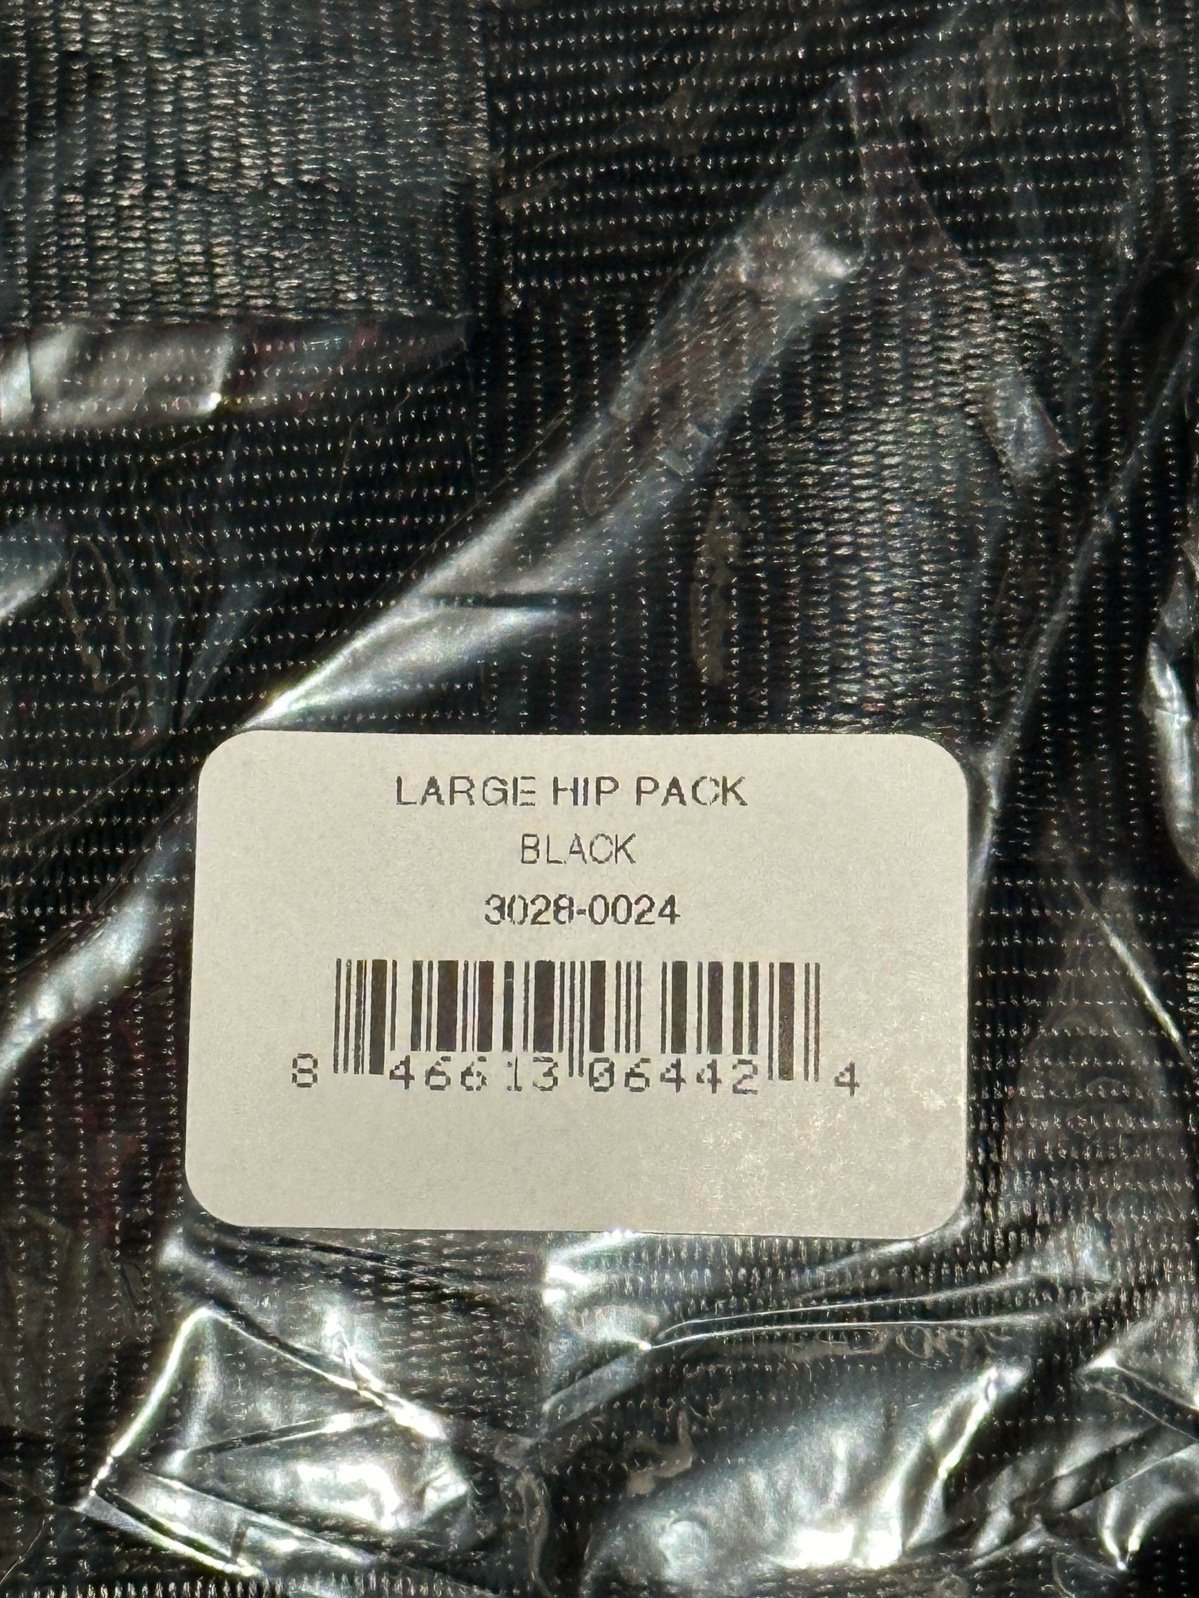 LARGE HIP PACK
BLACK
3028-0024
8 46613 06442 4